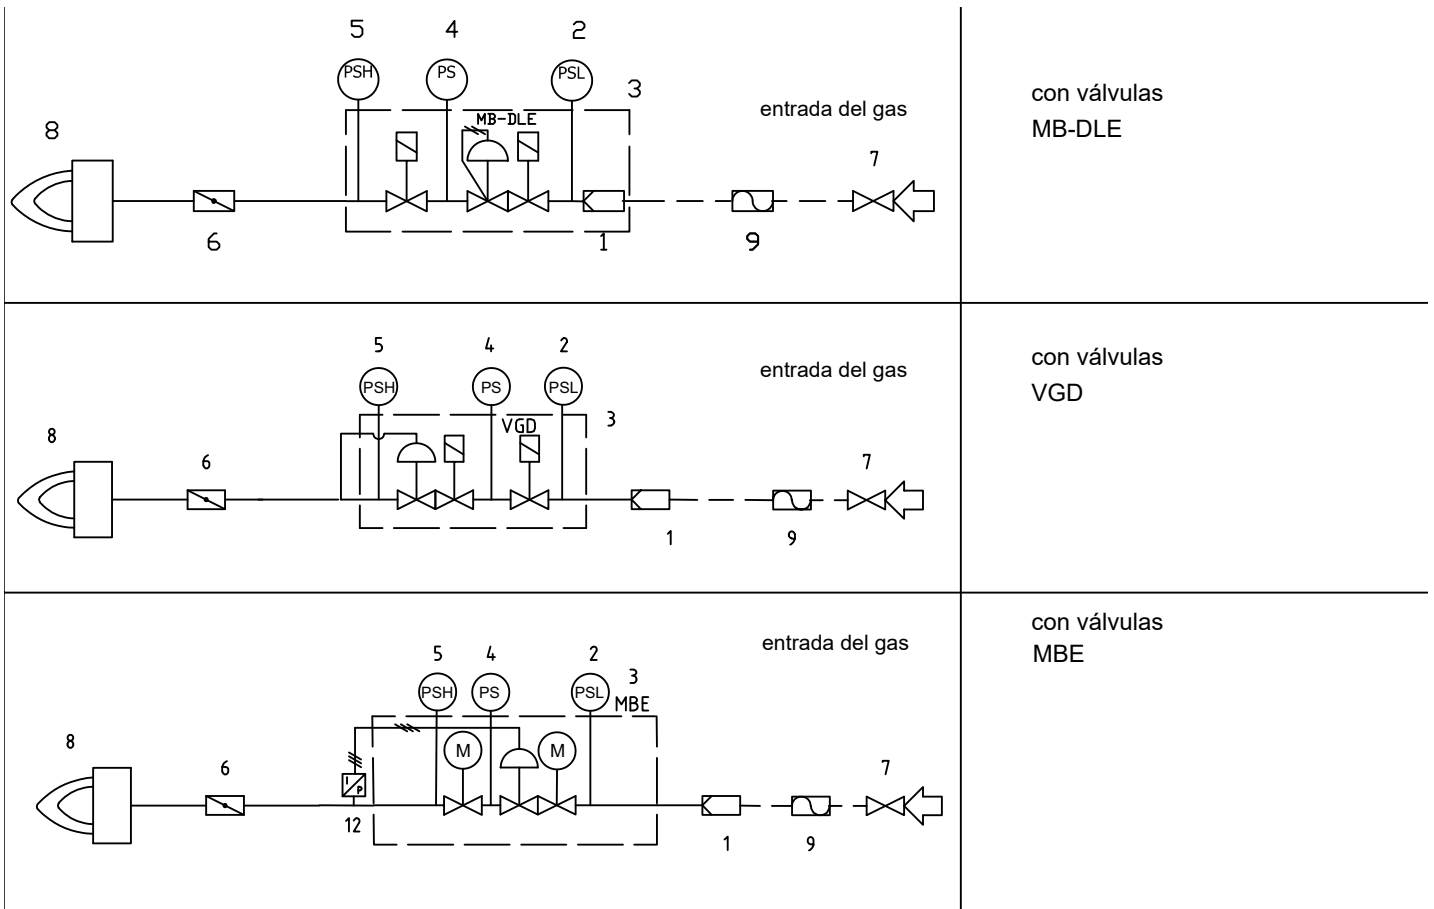 5 4 2
PSH PS PSL
3
MB-DLE
entrada del gas
con válvulas
MB-DLE
8
7
6 1 9
5 4 2
PSH PS PSL
entrada del gas
con válvulas
VGD
3
VGD
8
6
7
1 9
5 4 2
PSH PS PSL
3
MBE
entrada del gas
con válvulas
MBE
8
M M
6
7
I
P
12
1 9